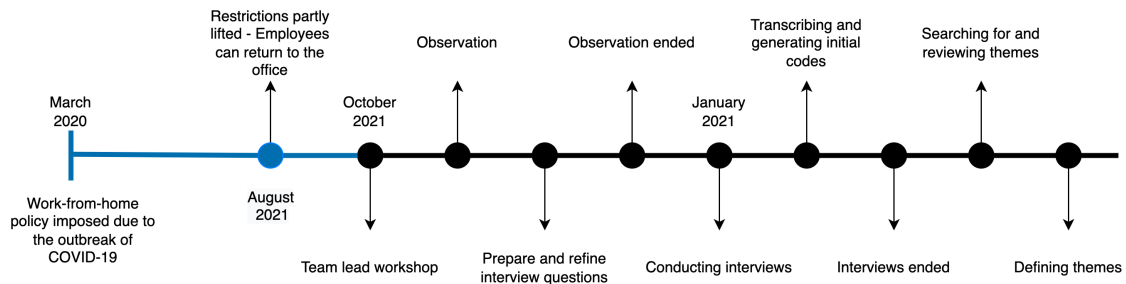 Restrictions partly
lifted - Employees
can return to the
office
Observation
Observation ended
Transcribing and
generating initial
codes
Searching for and
reviewing themes
March
2020
October
2021
January
2021
Work-from-home
policy imposed due to
the outbreak of
COVID-19
August
2021
Team lead workshop
Prepare and refine
interview questions
Conducting interviews
Interviews ended
Defining themes